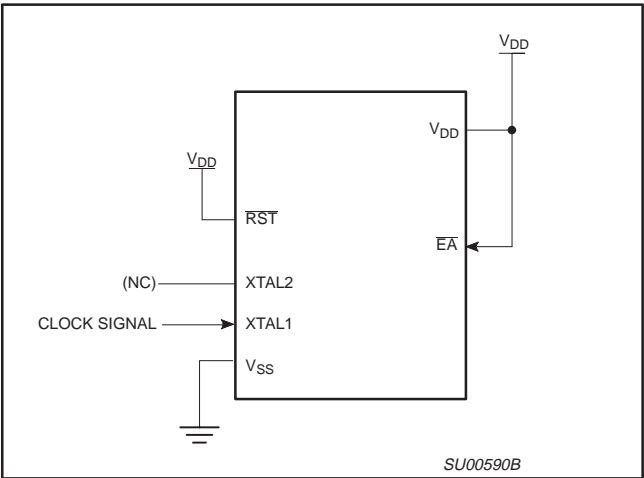 VDD
VDD
VDD
RST
EA
(NC)
XTAL2
CLOCK SIGNAL
XTAL1
VSS
SU00590B